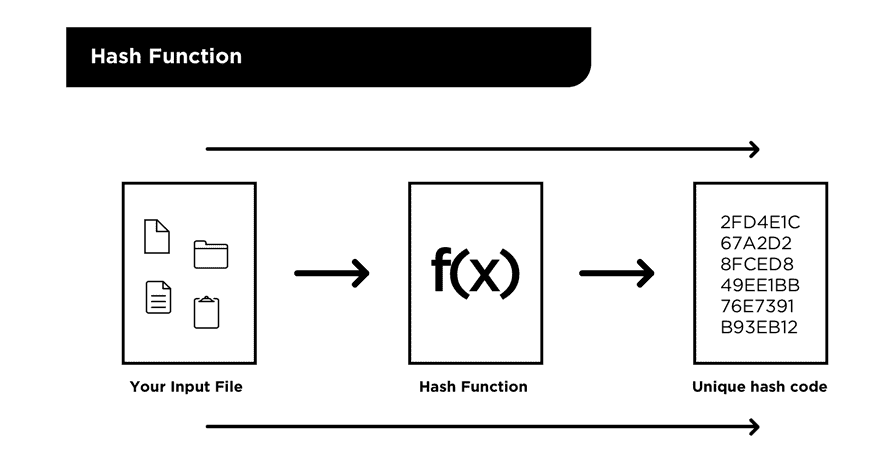 Hash Function
2FD4E1C
67A2D2
8FCED8
49EE1BB
76E7391
B93EB12
f(x)
Your Input File
Hash Function
Unique hash code